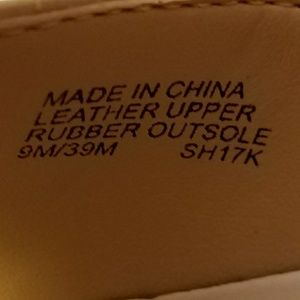 MADE IN CHINA
LEATHER UPPER
RUBBER OUTSOLE
9M/39M SH17K